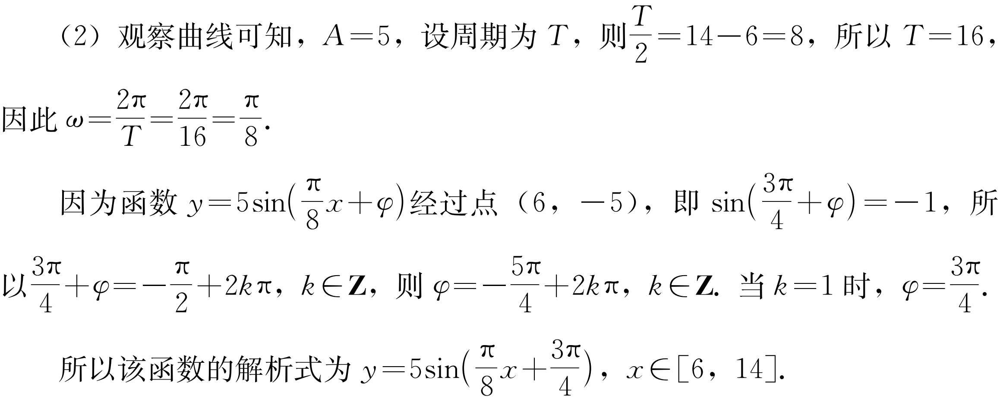 (2) 观察曲线可知, $A=5$, 设周期为 $T$, 则$\frac{T}{2}=14-6=8$, 所以 $T=16$,
因此 $\omega=\frac{2\pi}{T}=\frac{2\pi}{16}=\frac{\pi}{8}$.
因为函数 $y=5\sin\left(\frac{\pi}{8}x+\varphi\right)$经过点 $(6, -5)$, 即 $\sin\left(\frac{3\pi}{4}+\varphi\right)=-1$, 所
以$\frac{3\pi}{4}+\varphi=-\frac{\pi}{2}+2k\pi$, $k\in\mathbf{Z}$, 则 $\varphi=-\frac{5\pi}{4}+2k\pi$, $k\in\mathbf{Z}$. 当 $k=1$ 时, $\varphi=\frac{3\pi}{4}$.
所以该函数的解析式为 $y=5\sin\left(\frac{\pi}{8}x+\frac{3\pi}{4}\right)$, $x\in[6, 14]$.